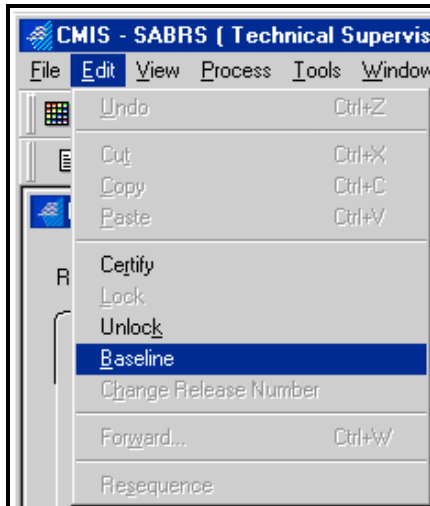 CMIS - SABRS ( Technical Supervis
File Edit View Process Tools Window
Undo Ctrl+Z
Cut Ctrl+X
Copy Ctrl+C
Paste Ctrl+V
R
Certify
Lock
Unlock
Baseline
Change Release Number
Forward... Ctrl+W
Resequence